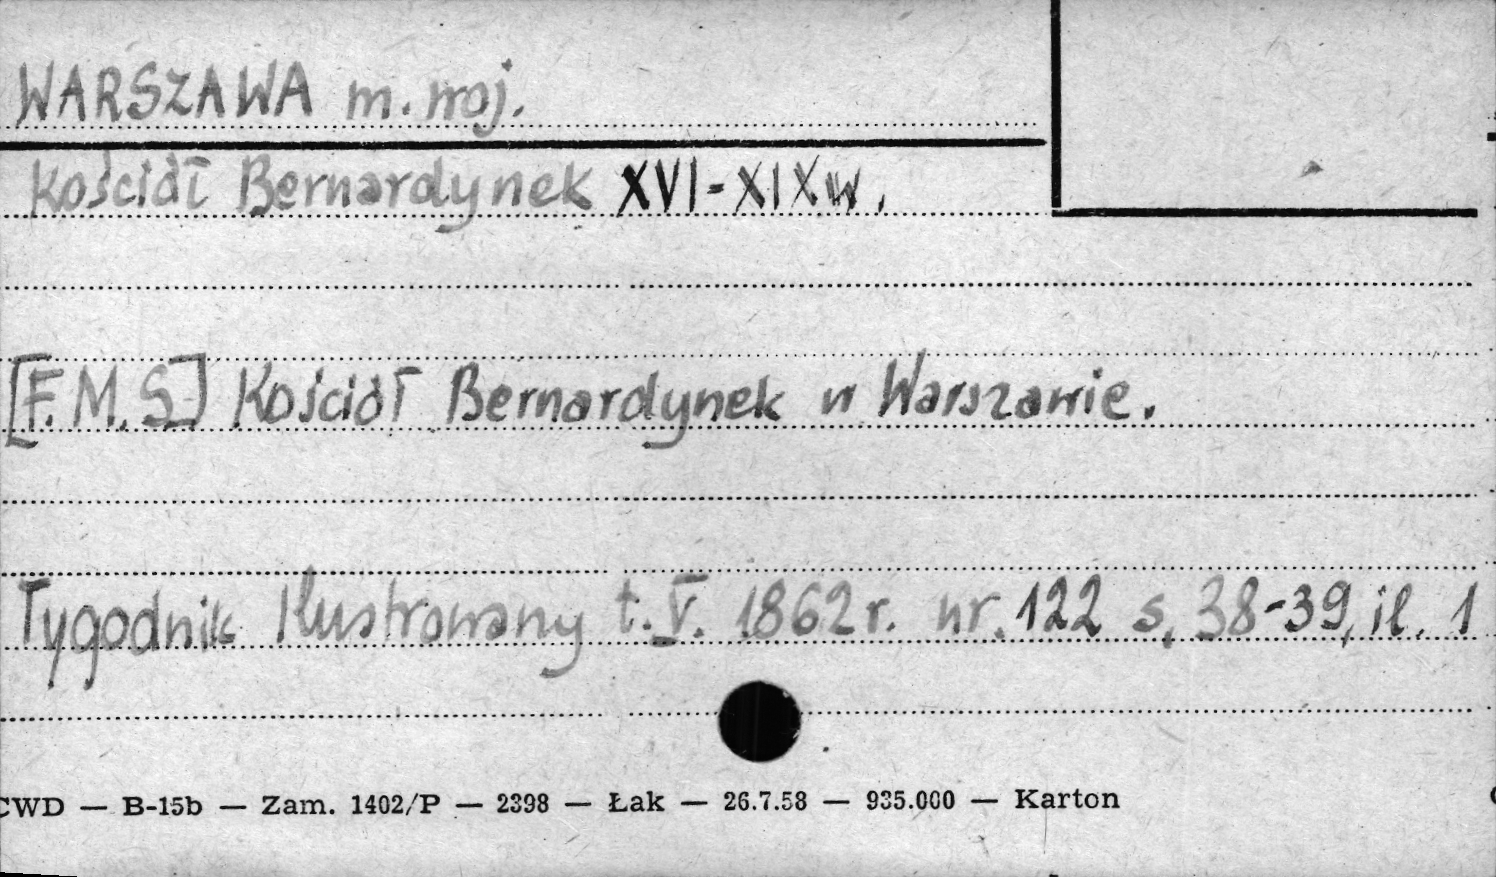 WARSZAWA m. woj.
Kościół Bernardynek XVI-XIX w.
[F. M. S.] Kościół Bernardynek w Warszawie.
Tygodnik Ilustrowany t. V. 1862 r. nr. 122 s. 38-39, il. 1
CWD — B-15b — Zam. 1402/P — 2398 — Łak — 26.7.58 — 935.000 — Karton